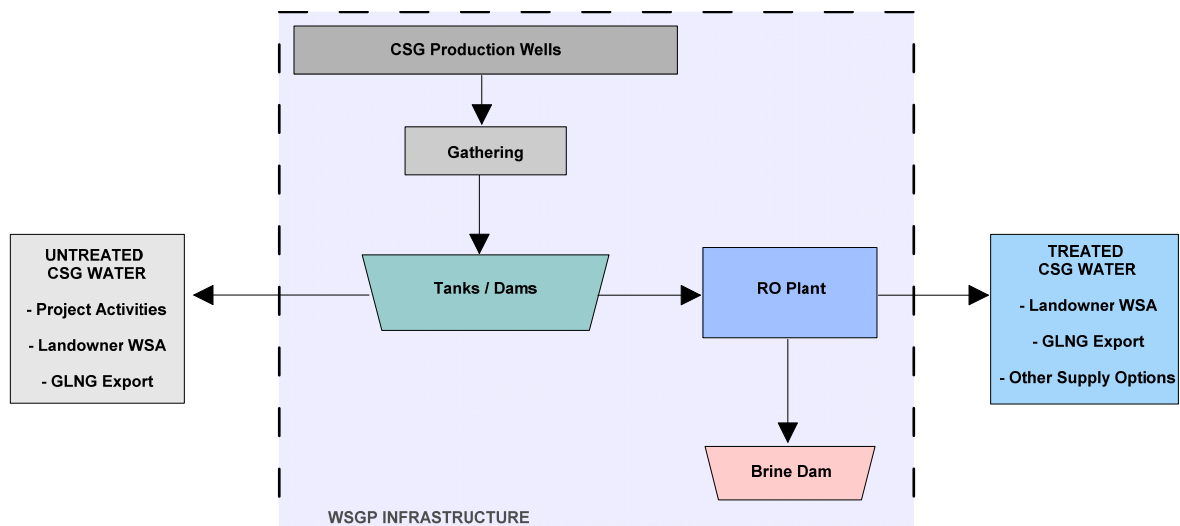 CSG Production Wells
Gathering
UNTREATED
CSG WATER
- Project Activities
- Landowner WSA
- GLNG Export
Tanks / Dams
RO Plant
TREATED
CSG WATER
- Landowner WSA
- GLNG Export
- Other Supply Options
Brine Dam
WSGP INFRASTRUCTURE